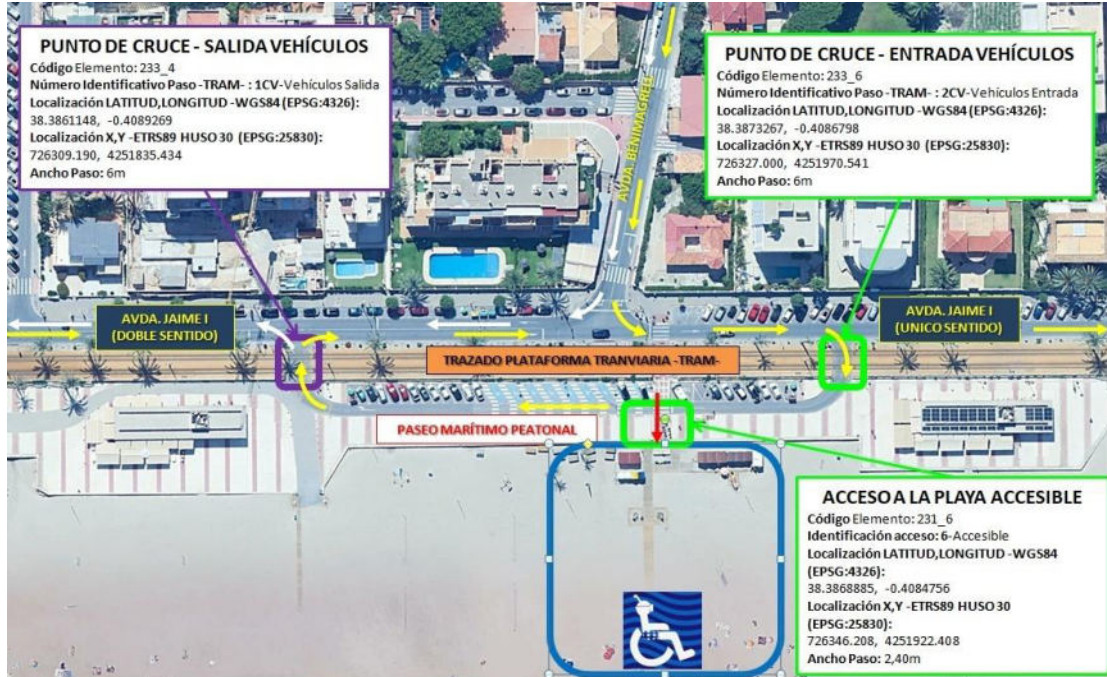 PUNTO DE CRUCE - SALIDA VEHÍCULOS
Código Elemento: 233_4
Número Identificativo Paso -TRAM- : 1CV-Vehículos Salida
Localización LATITUD,LONGITUD -WGS84 (EPSG:4326):
38.3861148, -0.4089269
Localización X,Y -ETRS89 HUSO 30 (EPSG:25830):
726309.190, 4251835.434
Ancho Paso: 6m
PUNTO DE CRUCE - ENTRADA VEHÍCULOS
Código Elemento: 233_6
Número Identificativo Paso -TRAM- : 2CV-Vehículos Entrada
Localización LATITUD,LONGITUD -WGS84 (EPSG:4326):
38.3873267, -0.4086798
Localización X,Y -ETRS89 HUSO 30 (EPSG:25830):
726327.000, 4251970.541
Ancho Paso: 6m
AVDA. BENIMAGRELL
AVDA. JAIME I
(DOBLE SENTIDO)
AVDA. JAIME I
(UNICO SENTIDO)
TRAZADO PLATAFORMA TRANVIARIA -TRAM-
PASEO MARÍTIMO PEATONAL
ACCESO A LA PLAYA ACCESIBLE
Código Elemento: 231_6
Identificación acceso: 6-Accesible
Localización LATITUD,LONGITUD -WGS84
(EPSG:4326):
38.3868885, -0.4084756
Localización X,Y -ETRS89 HUSO 30
(EPSG:25830):
726346.208, 4251922.408
Ancho Paso: 2,40m